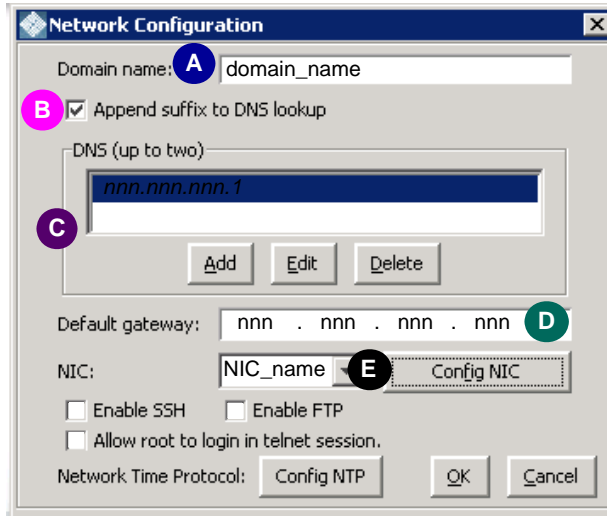 Network Configuration
Domain name: A domain_name
B Append suffix to DNS lookup
DNS (up to two)
nnn.nnn.nnn.1
C
Add Edit Delete
Default gateway: nnn . nnn . nnn . nnn D
NIC: NIC_name E Config NIC
Enable SSH Enable FTP
Allow root to login in telnet session.
Network Time Protocol: Config NTP OK Cancel